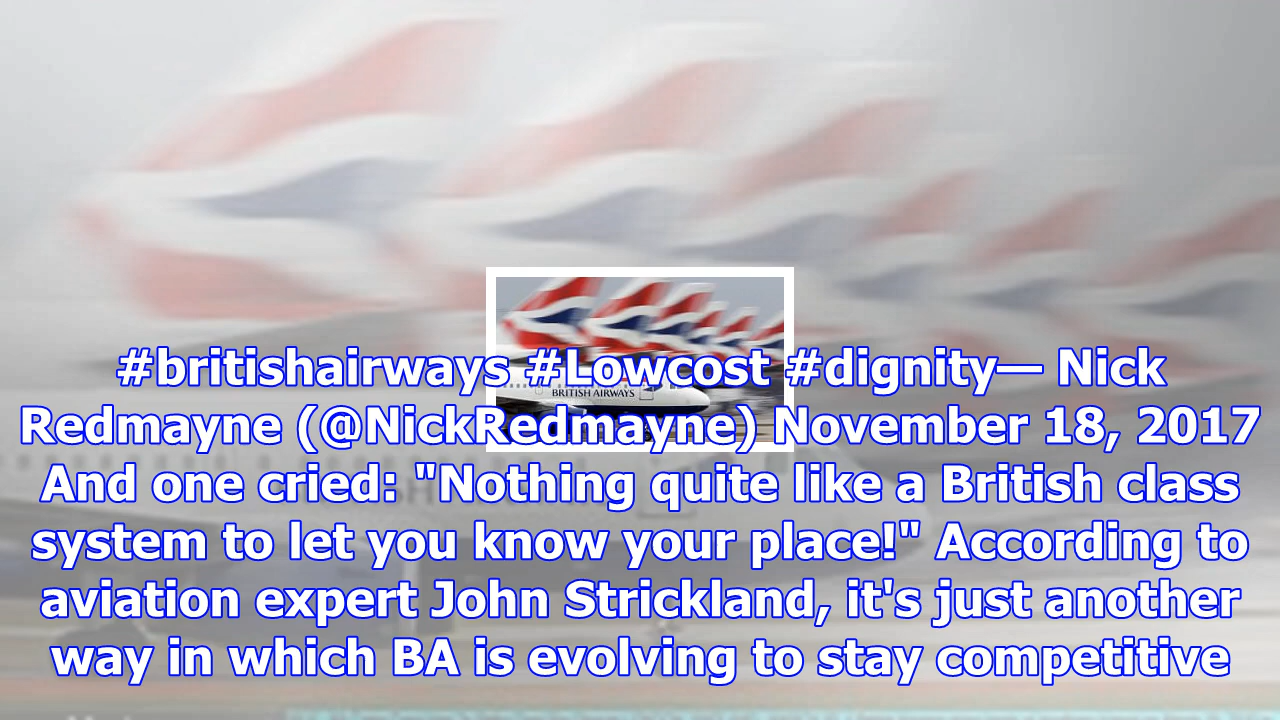 #britishairways #Lowcost #dignity— Nick
Redmayne (@NickRedmayne) November 18, 2017
And one cried: "Nothing quite like a British class
system to let you know your place!" According to
aviation expert John Strickland, it's just another
way in which BA is evolving to stay competitive
BRITISH AIRWAYS